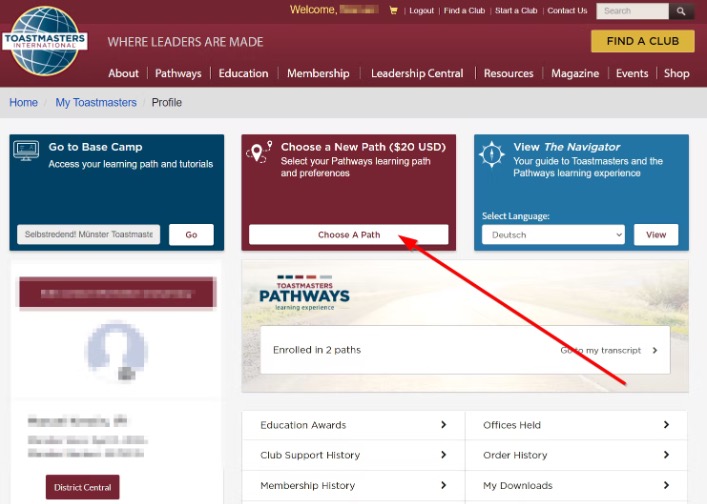 Welcome,
Logout | Find a Club | Start a Club | Contact Us
Search
TOASTMASTERS
INTERNATIONAL
WHERE LEADERS ARE MADE
FIND A CLUB
About | Pathways | Education | Membership | Leadership Central | Resources | Magazine | Events | Shop
Home / My Toastmasters / Profile
Go to Base Camp
Access your learning path and tutorials
Selbstredend! Münster Toastmaste
Go
Choose a New Path ($20 USD)
Select your Pathways learning path
and preferences
Choose A Path
View The Navigator
Your guide to Toastmasters and the
Pathways learning experience
Select Language:
Deutsch
View
TOASTMASTERS
PATHWAYS
learning experience
Enrolled in 2 paths
Go to my transcript
Education Awards
Offices Held
Club Support History
Order History
Membership History
My Downloads
District Central